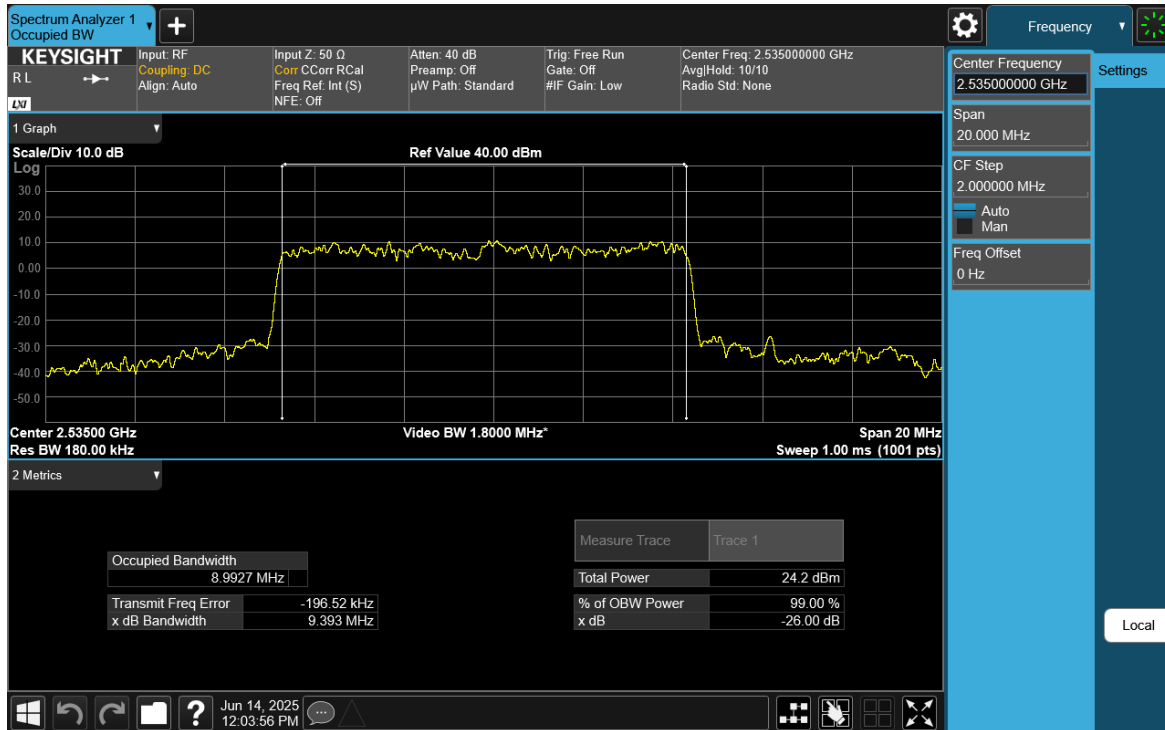 Spectrum Analyzer 1
Occupied BW
+
Frequency
KEYSIGHT
R L
LXI
Input: RF
Coupling: DC
Align: Auto
Input Z: 50 Ω
Corr CCorr RCal
Freq Ref: Int (S)
NFE: Off
Atten: 40 dB
Preamp: Off
µW Path: Standard
Trig: Free Run
Gate: Off
#IF Gain: Low
Center Freq: 2.535000000 GHz
Avg|Hold: 10/10
Radio Std: None
Center Frequency
2.535000000 GHz
Settings
Span
20.000 MHz
CF Step
2.000000 MHz
Auto
Man
Freq Offset
0 Hz
Local
1 Graph
Scale/Div 10.0 dB
Ref Value 40.00 dBm
Log
30.0
20.0
10.0
0.00
-10.0
-20.0
-30.0
-40.0
-50.0
Center 2.53500 GHz
Video BW 1.8000 MHz*
Span 20 MHz
Res BW 180.00 kHz
Sweep 1.00 ms (1001 pts)
2 Metrics
Measure Trace Trace 1
Occupied Bandwidth
8.9927 MHz
Total Power 24.2 dBm
Transmit Freq Error -196.52 kHz
% of OBW Power 99.00 %
x dB Bandwidth 9.393 MHz
x dB -26.00 dB
?
Jun 14, 2025
12:03:56 PM